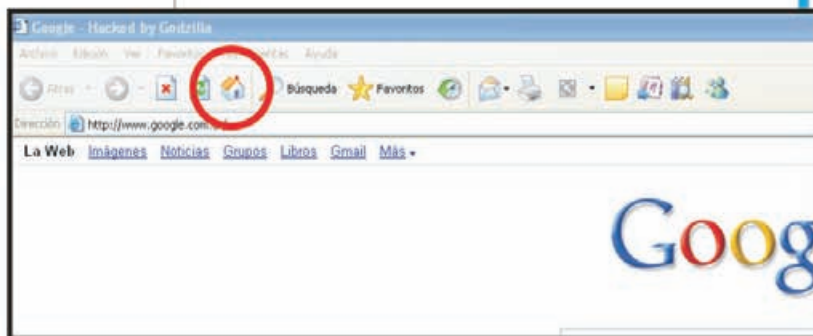 Google - Hacked by Godzilla
Archivo Edición Ver Favoritos Herramientas Ayuda
Atrás Búsqueda Favoritos
Dirección http://www.google.com
La Web Imágenes Noticias Grupos Libros Gmail Más
Goog